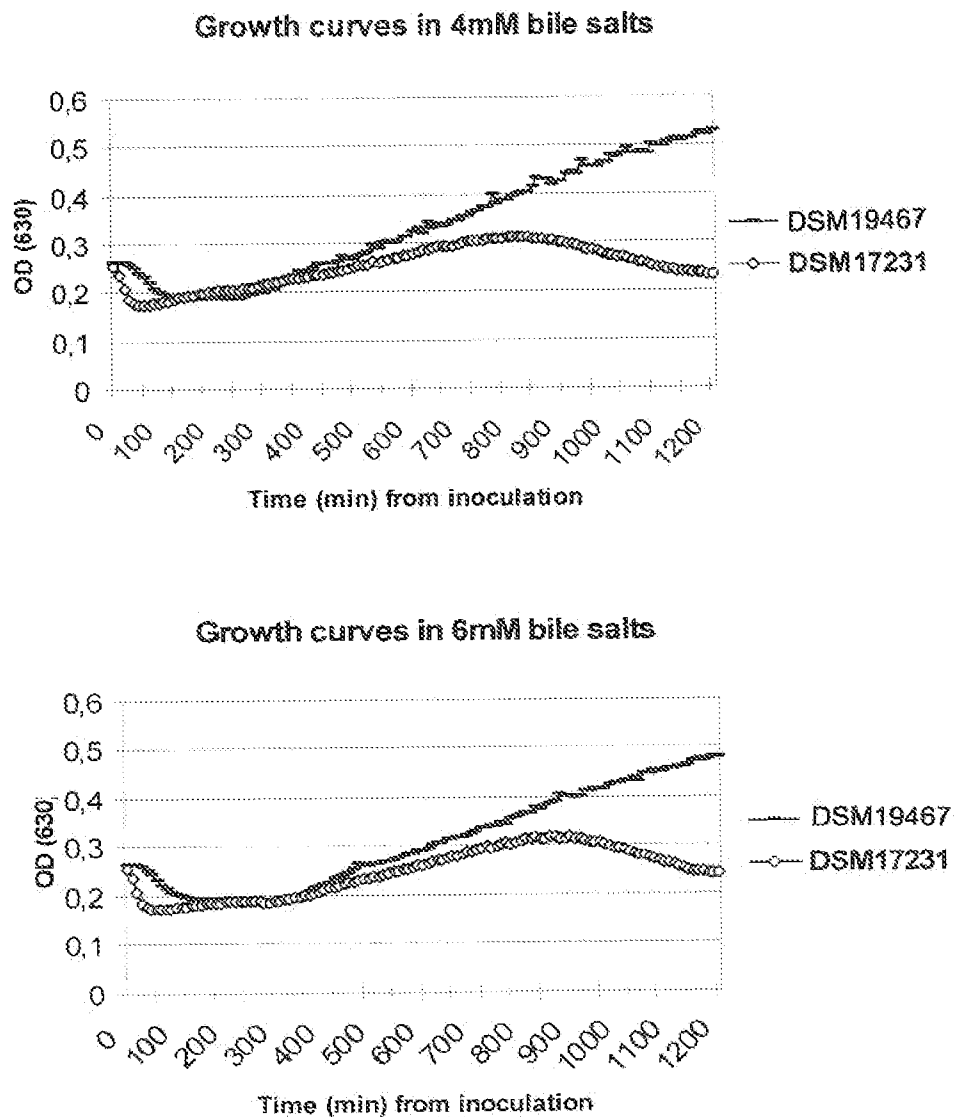 Growth curves in 4mM bile salts
0,6
0,5
0,4
0,3
0,2
0,1
0
OD (630)
0 100 200 300 400 500 600 700 800 900 1000 1100 1200
Time (min) from inoculation
DSM19467
DSM17231
Growth curves in 6mM bile salts
0,6
0,5
0,4
0,3
0,2
0,1
0
OD (630)
0 100 200 300 400 500 600 700 800 900 1000 1100 1200
Time (min) from inoculation
DSM19467
DSM17231